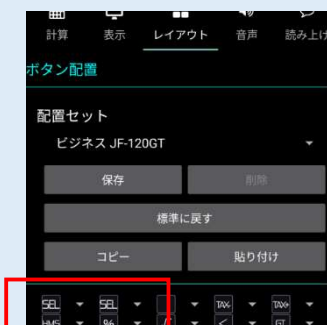 計算 表示 レイアウト 音声 読み上げ
ボタン配置
配置セット
ビジネス JF-120GT
保存 削除
標準に戻す
コピー 貼り付け
SEL SEL TAX- TAX+
HMS % √ < GT